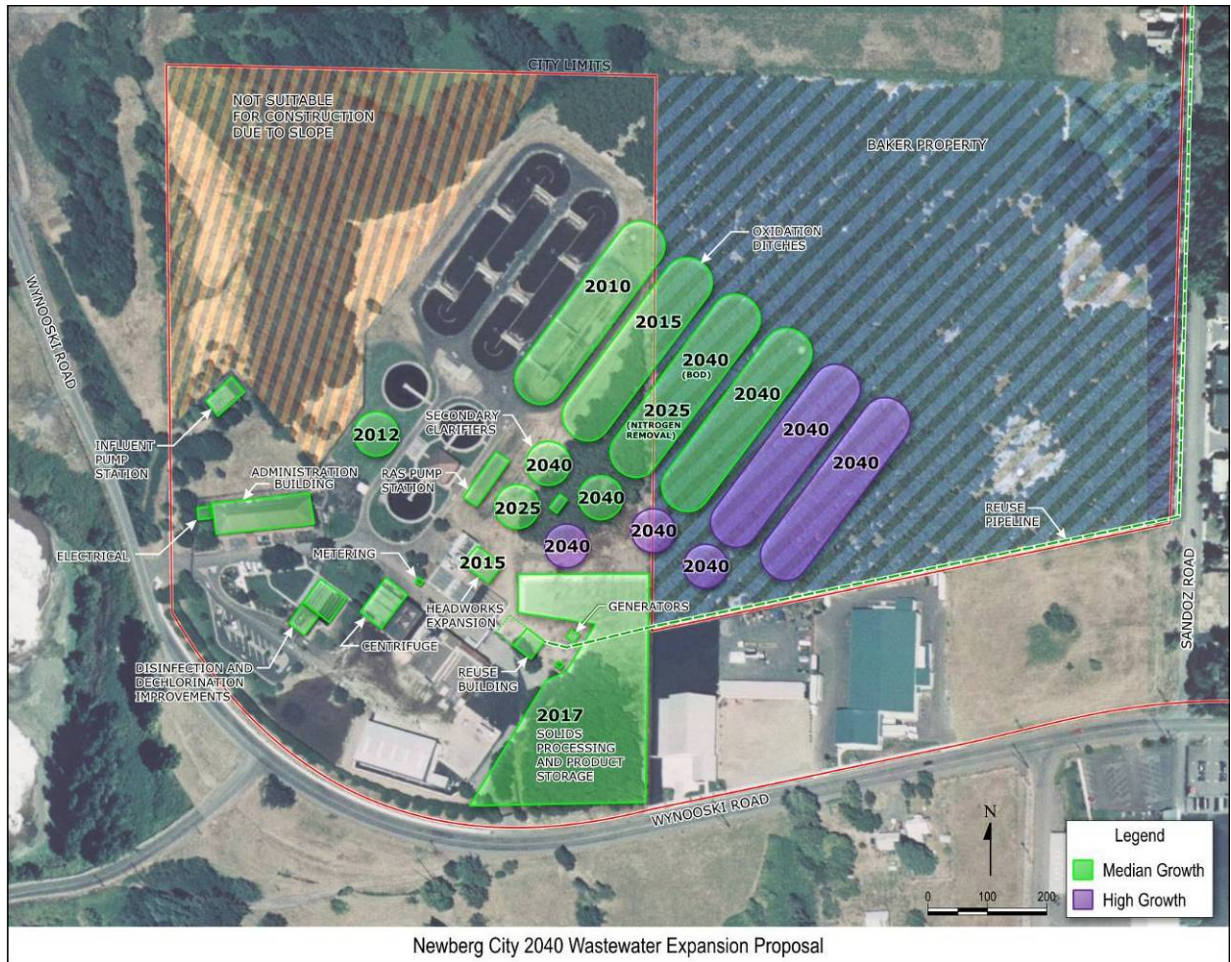 CITY LIMITS
NOT SUITABLE
FOR CONSTRUCTION
DUE TO SLOPE
BAKER PROPERTY
OXIDATION
DITCHES
2010
2015
2040
(BOD)
2025
(NITROGEN
REMOVAL)
2040
2040
2040
WYNOOSKI ROAD
INFLUENT
PUMP
STATION
2012
SECONDARY
CLARIFIERS
2040
RAS PUMP
STATION
2025
2040
ADMINISTRATION
BUILDING
ELECTRICAL
2040
2040
2040
REUSE
PIPELINE
METERING
2015
HEADWORKS
EXPANSION
GENERATORS
CENTRIFUGE
DISINFECTION AND
DECHLORINATION
IMPROVEMENTS
REUSE
BUILDING
SANDOZ ROAD
2017
SOLIDS
PROCESSING
AND PRODUCT
STORAGE
WYNOOSKI ROAD
N
0 100 200
Legend
Median Growth
High Growth
Newberg City 2040 Wastewater Expansion Proposal